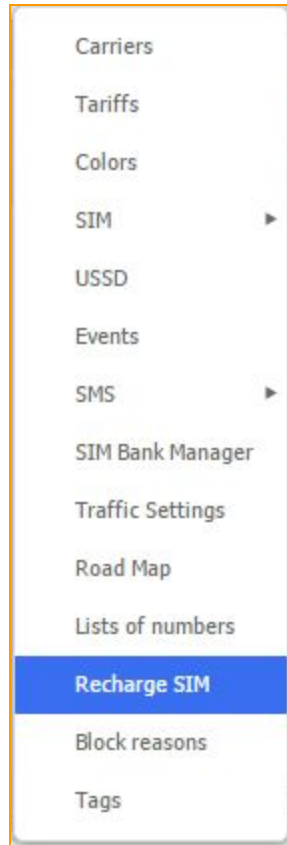 Carriers
Tariffs
Colors
SIM
USSD
Events
SMS
SIM Bank Manager
Traffic Settings
Road Map
Lists of numbers
Recharge SIM
Block reasons
Tags